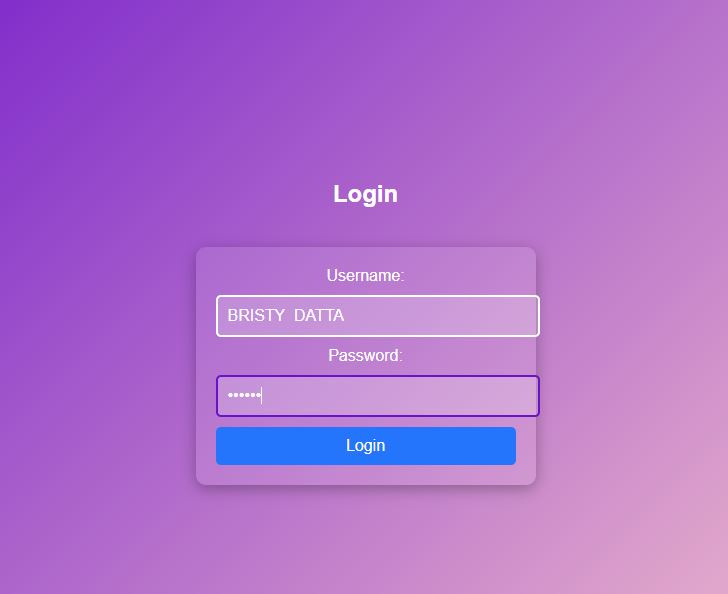 Login
Username:
BRISTY  DATTA
Password:
••••••
Login